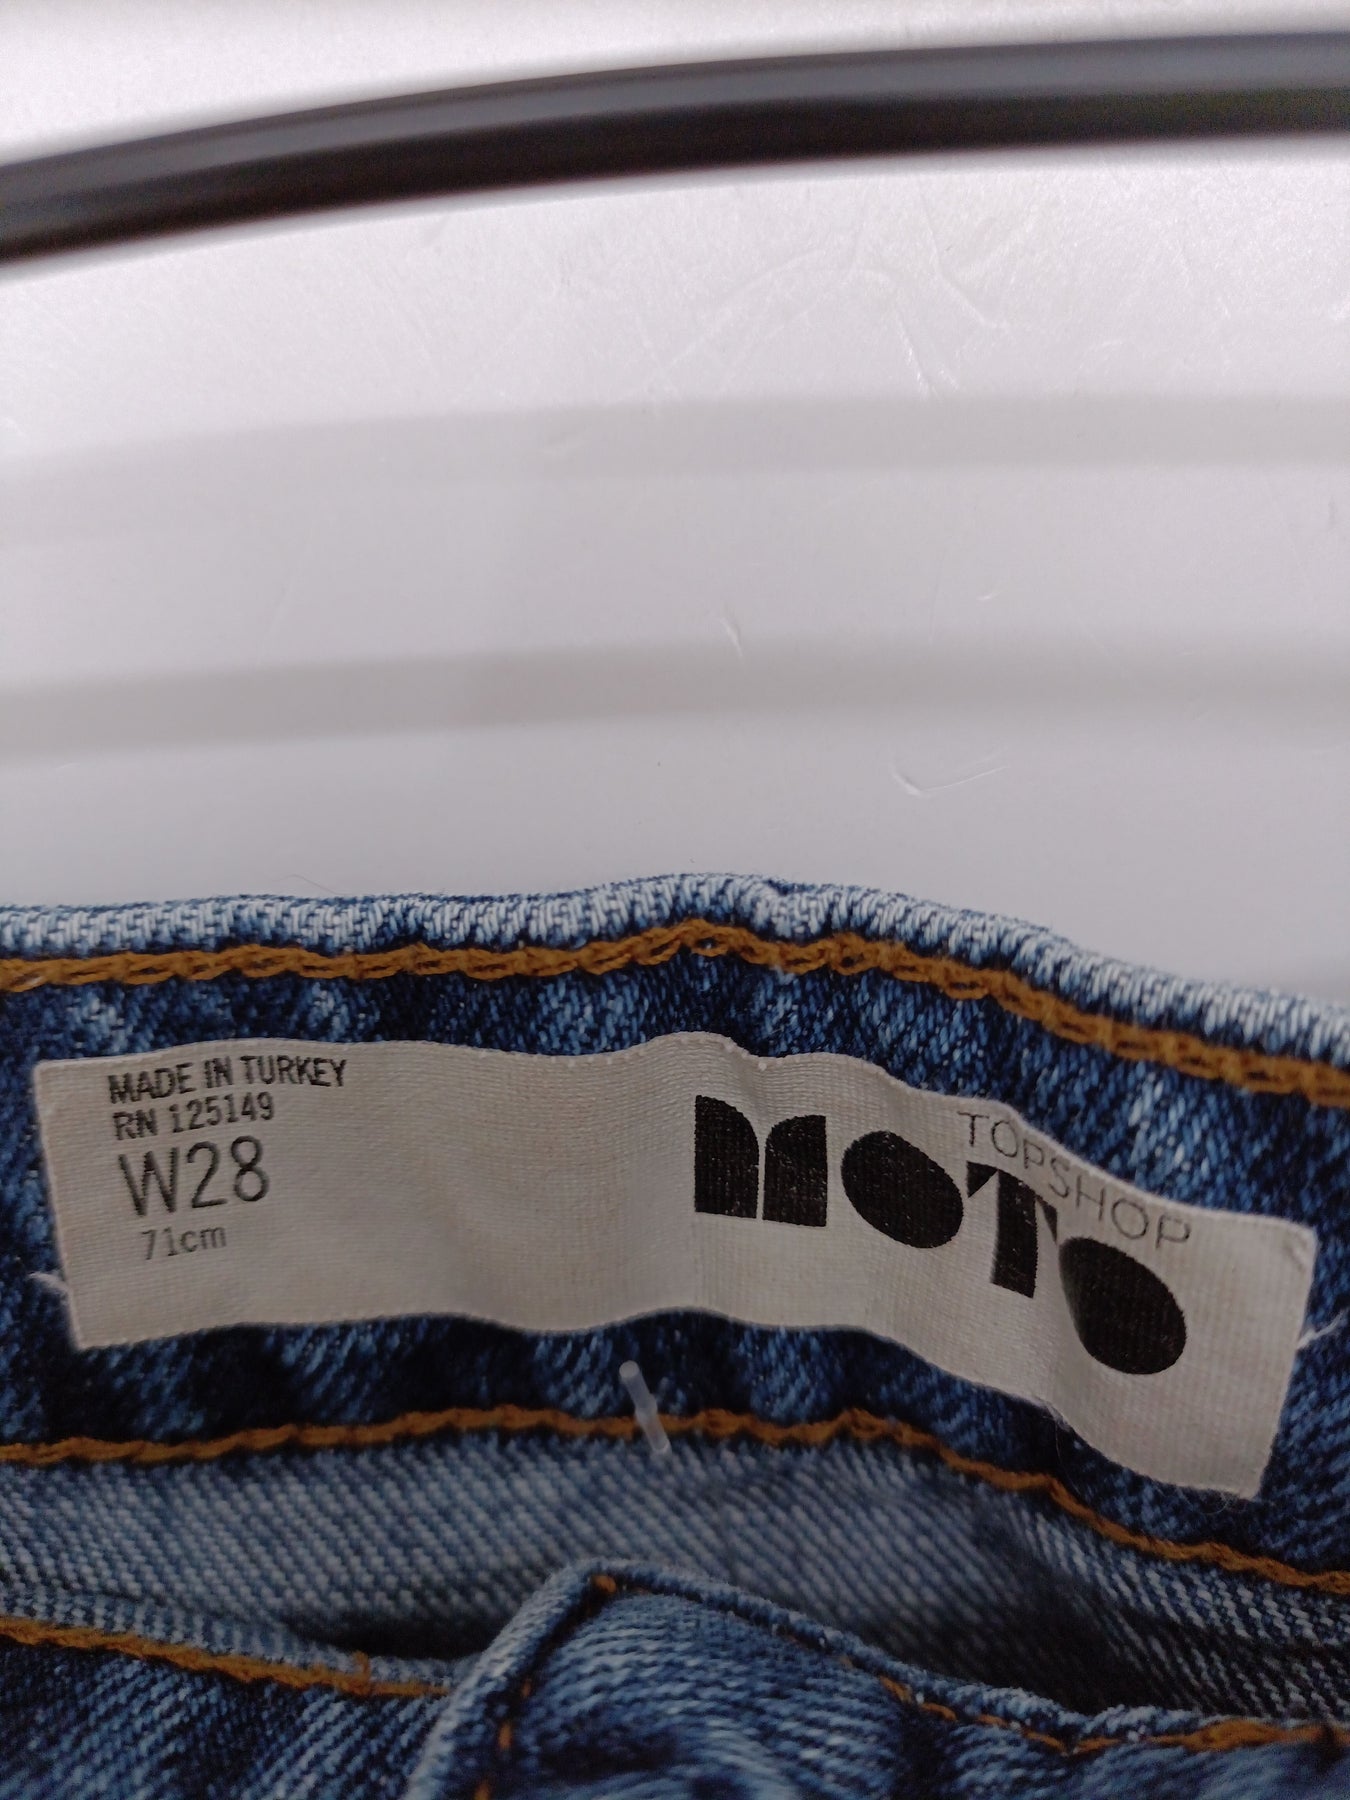 MADE IN TURKEY
RN 125149
W28
71cm
TOPSHOP
MOTO